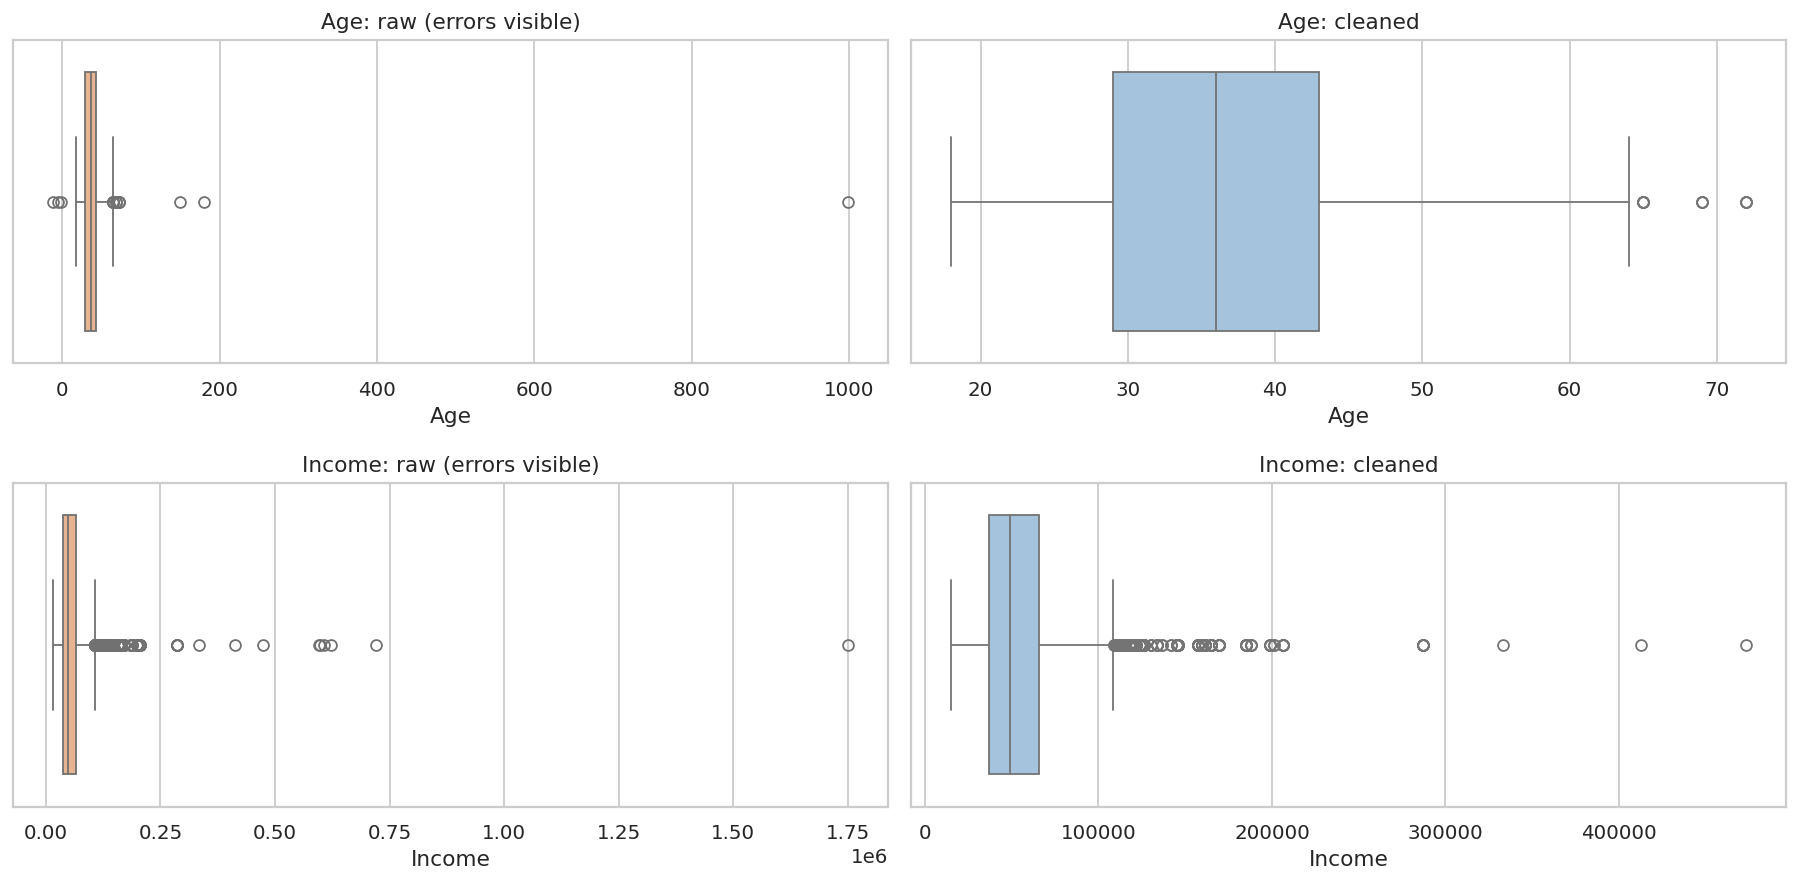 Age: raw (errors visible)
0 200 400 600 800 1000
Age
Age: cleaned
20 30 40 50 60 70
Age
Income: raw (errors visible)
0.00 0.25 0.50 0.75 1.00 1.25 1.50 1.75
1e6
Income
Income: cleaned
0 100000 200000 300000 400000
Income